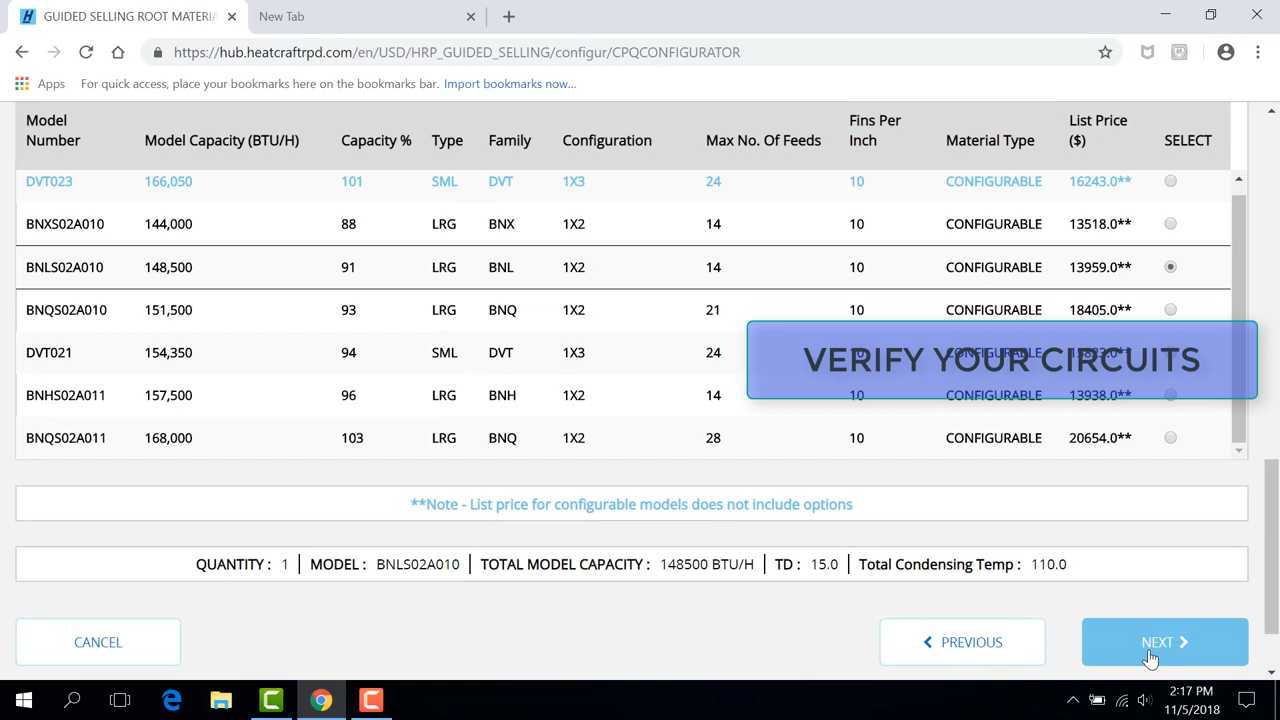 GUIDED SELLING ROOT MATERIA
New Tab
https://hub.heatcraftrpd.com/en/USD/HRP_GUIDED_SELLING/configur/CPQCONFIGURATOR
Apps For quick access, place your bookmarks here on the bookmarks bar. Import bookmarks now...
Model Number Model Capacity (BTU/H) Capacity % Type Family Configuration Max No. Of Feeds Fins Per Inch Material Type List Price ($) SELECT
DVT023 166,050 101 SML DVT 1X3 24 10 CONFIGURABLE 16243.0**
BNXS02A010 144,000 88 LRG BNX 1X2 14 10 CONFIGURABLE 13518.0**
BNLS02A010 148,500 91 LRG BNL 1X2 14 10 CONFIGURABLE 13959.0**
BNQS02A010 151,500 93 LRG BNQ 1X2 21 10 CONFIGURABLE 18405.0**
DVT021 154,350 94 SML DVT 1X3 24
VERIFY YOUR CIRCUITS
BNHS02A011 157,500 96 LRG BNH 1X2 14 10 CONFIGURABLE 13938.0**
BNQS02A011 168,000 103 LRG BNQ 1X2 28 10 CONFIGURABLE 20654.0**
**Note - List price for configurable models does not include options
QUANTITY : 1 MODEL : BNLS02A010 TOTAL MODEL CAPACITY : 148500 BTU/H TD : 15.0 Total Condensing Temp : 110.0
CANCEL PREVIOUS NEXT
2:17 PM
11/5/2018